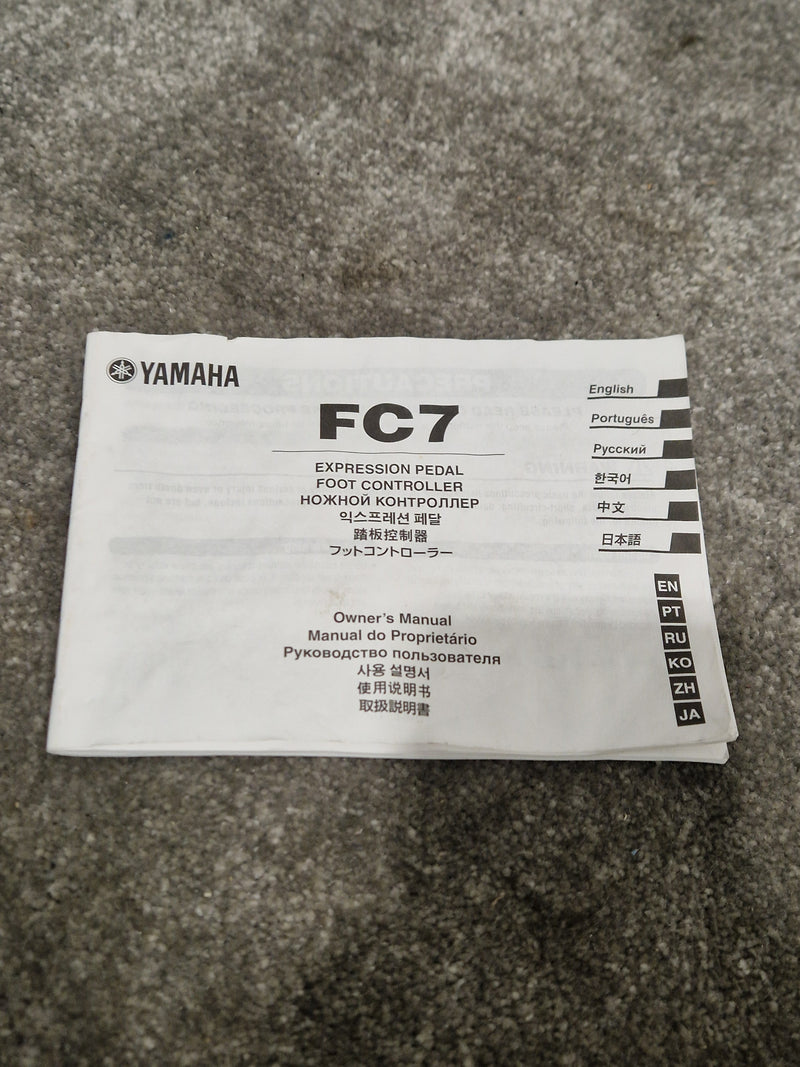 YAMAHA
FC7
EXPRESSION PEDAL
FOOT CONTROLLER
НОЖНОЙ КОНТРОЛЛЕР
익스프레션 페달
踏板控制器
フットコントローラー
Owner's Manual
Manual do Proprietário
Руководство пользователя
사용 설명서
使用说明书
取扱説明書
English
Português
Русский
한국어
中文
日本語
EN
PT
RU
KO
ZH
JA